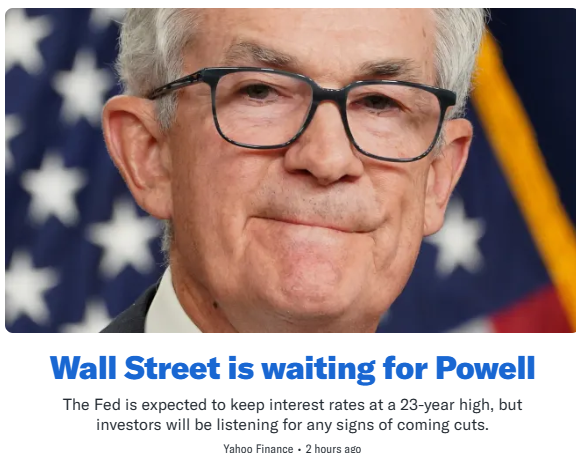 Wall Street is waiting for Powell
The Fed is expected to keep interest rates at a 23-year high, but
investors will be listening for any signs of coming cuts.
Yahoo Finance • 2 hours ago